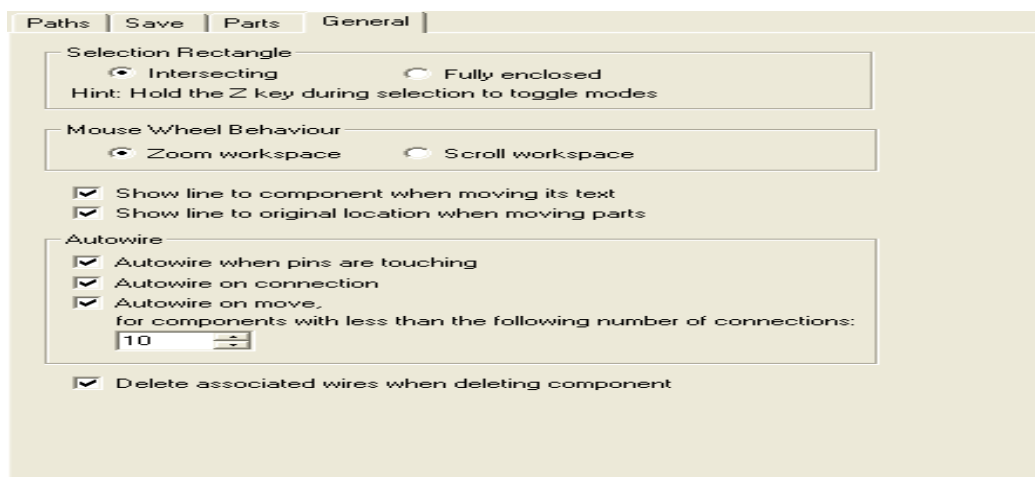 Paths Save Parts General
Selection Rectangle
Intersecting Fully enclosed
Hint: Hold the Z key during selection to toggle modes
Mouse Wheel Behaviour
Zoom workspace Scroll workspace
Show line to component when moving its text
Show line to original location when moving parts
Autowire
Autowire when pins are touching
Autowire on connection
Autowire on move,
for components with less than the following number of connections:
10
Delete associated wires when deleting component